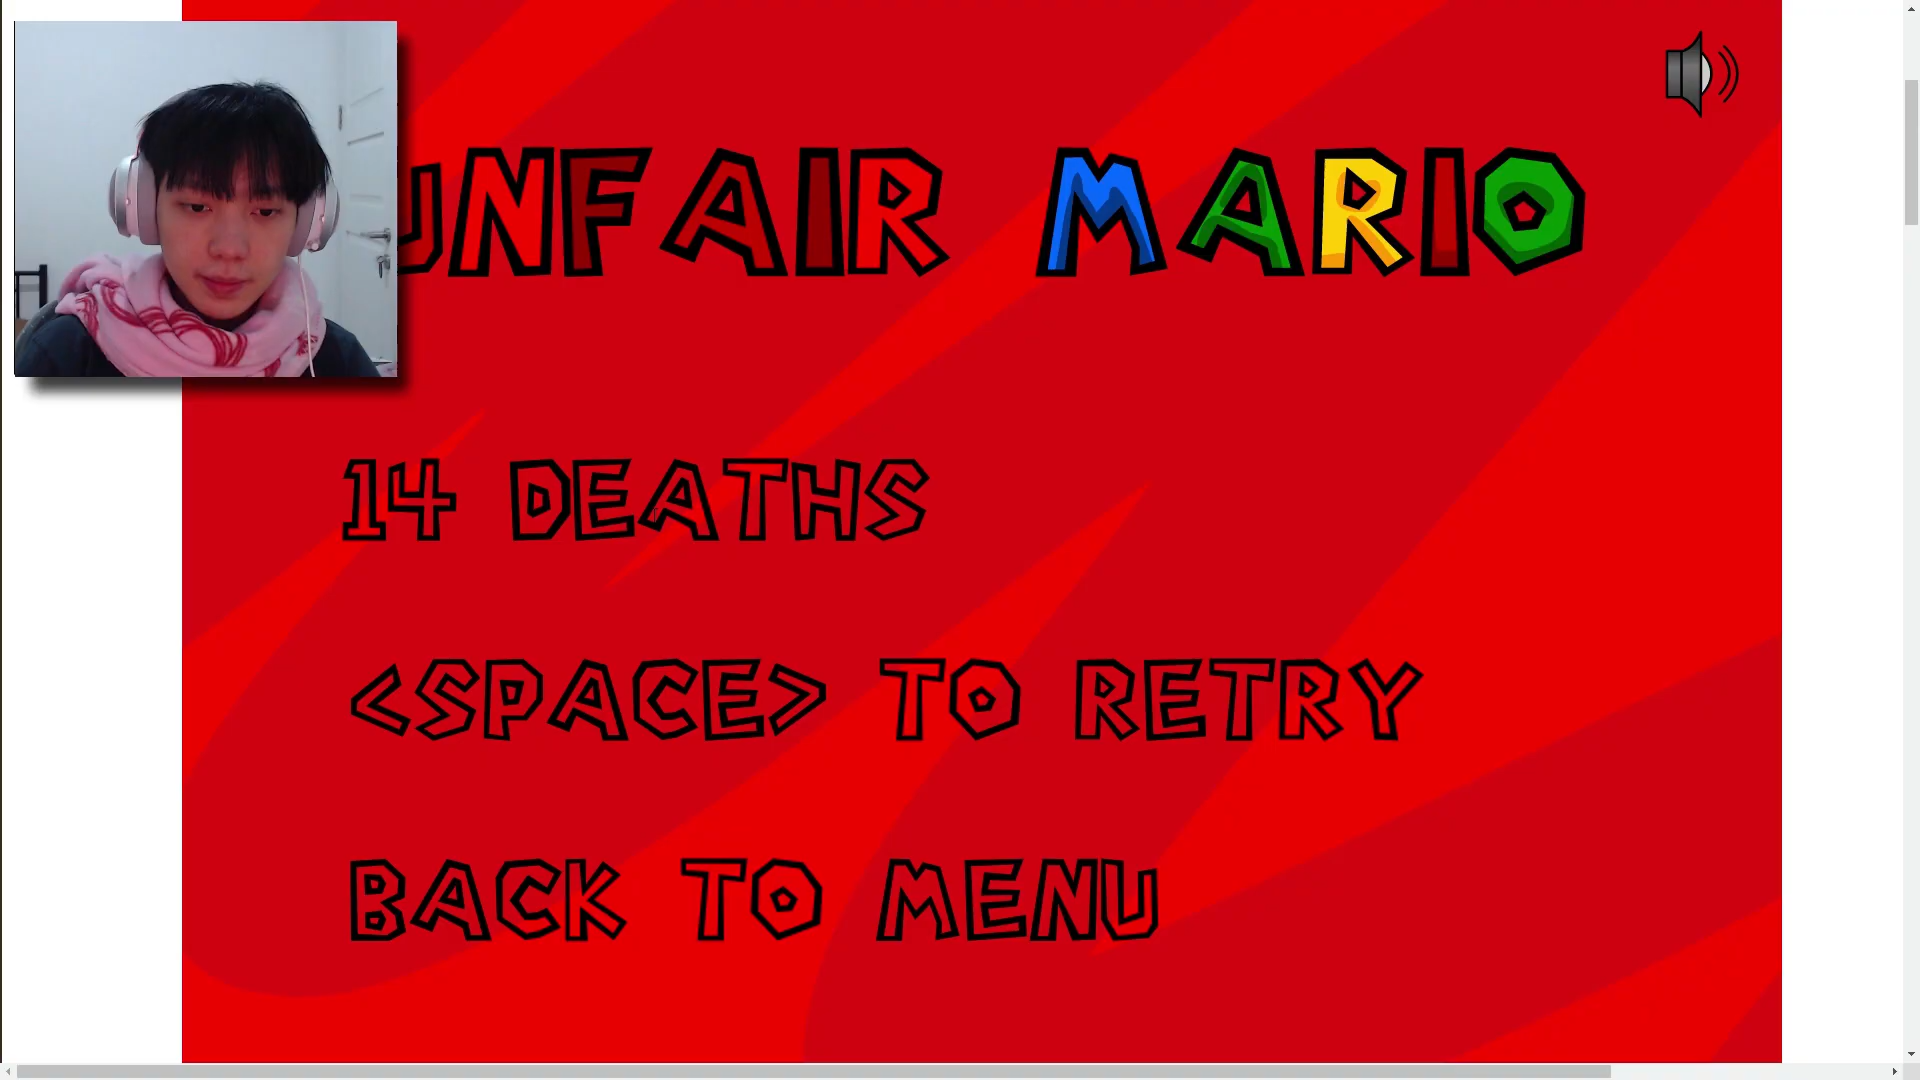 UNFAIR MARIO
14 DEATHS
<SPACE> TO RETRY
BACK TO MENU